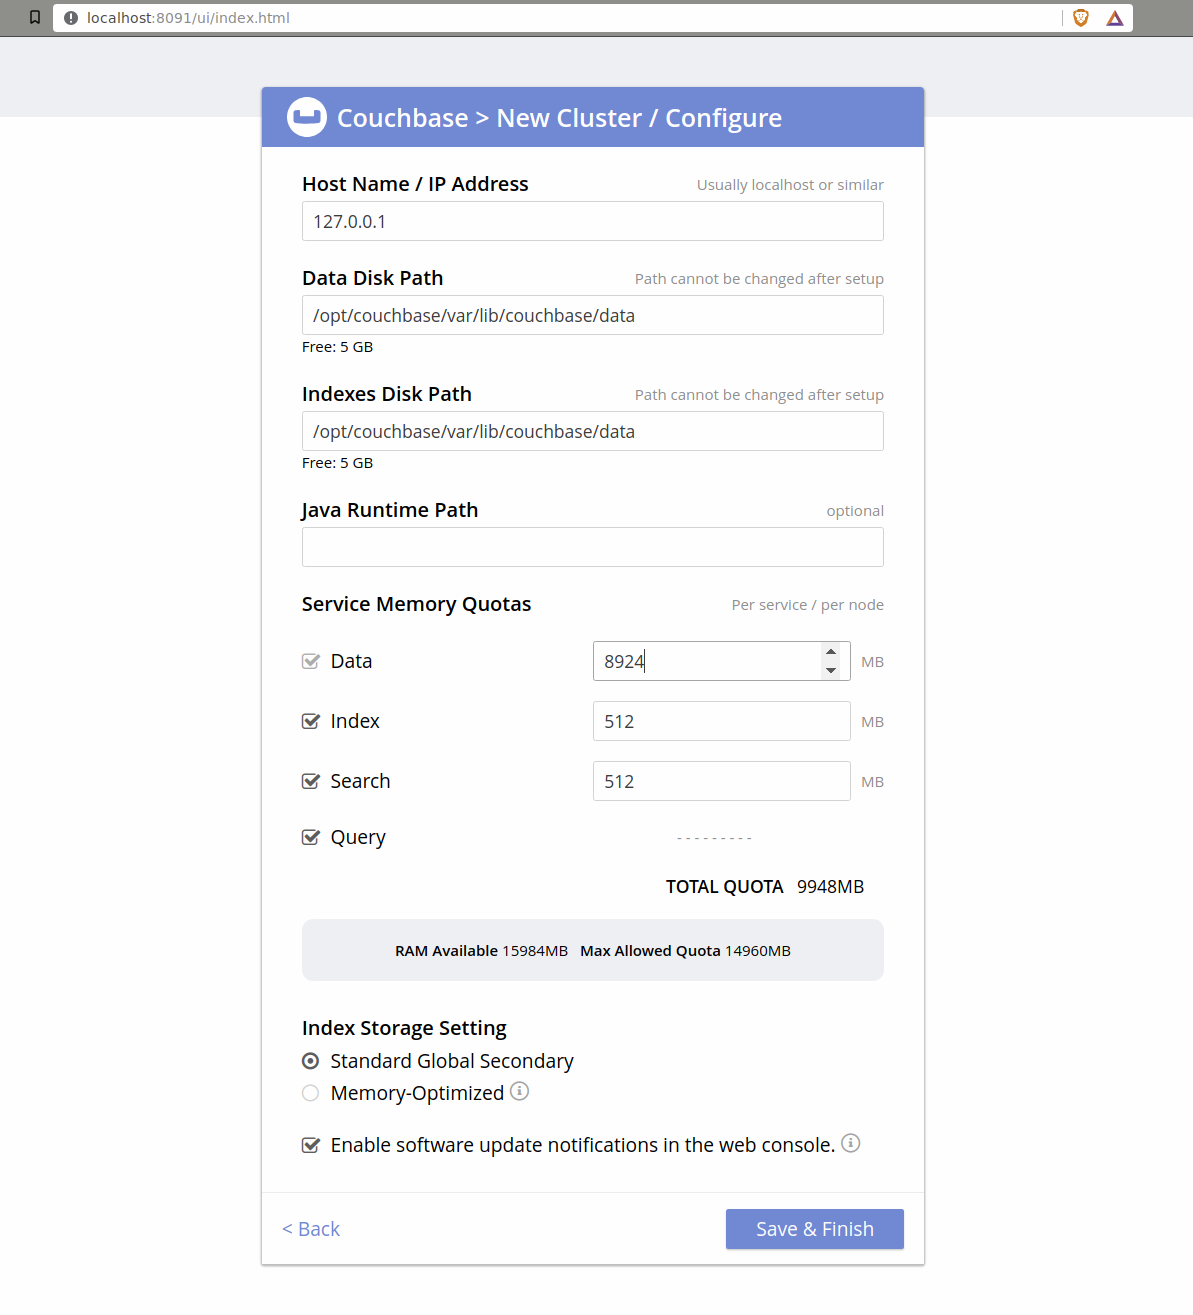 localhost:8091/ui/index.html
Couchbase > New Cluster / Configure
Host Name / IP Address Usually localhost or similar
127.0.0.1
Data Disk Path Path cannot be changed after setup
/opt/couchbase/var/lib/couchbase/data
Free: 5 GB
Indexes Disk Path Path cannot be changed after setup
/opt/couchbase/var/lib/couchbase/data
Free: 5 GB
Java Runtime Path optional
Service Memory Quotas Per service / per node
Data 8924 MB
Index 512 MB
Search 512 MB
Query ---------
TOTAL QUOTA 9948MB
RAM Available 15984MB Max Allowed Quota 14960MB
Index Storage Setting
Standard Global Secondary
Memory-Optimized
Enable software update notifications in the web console.
< Back Save & Finish